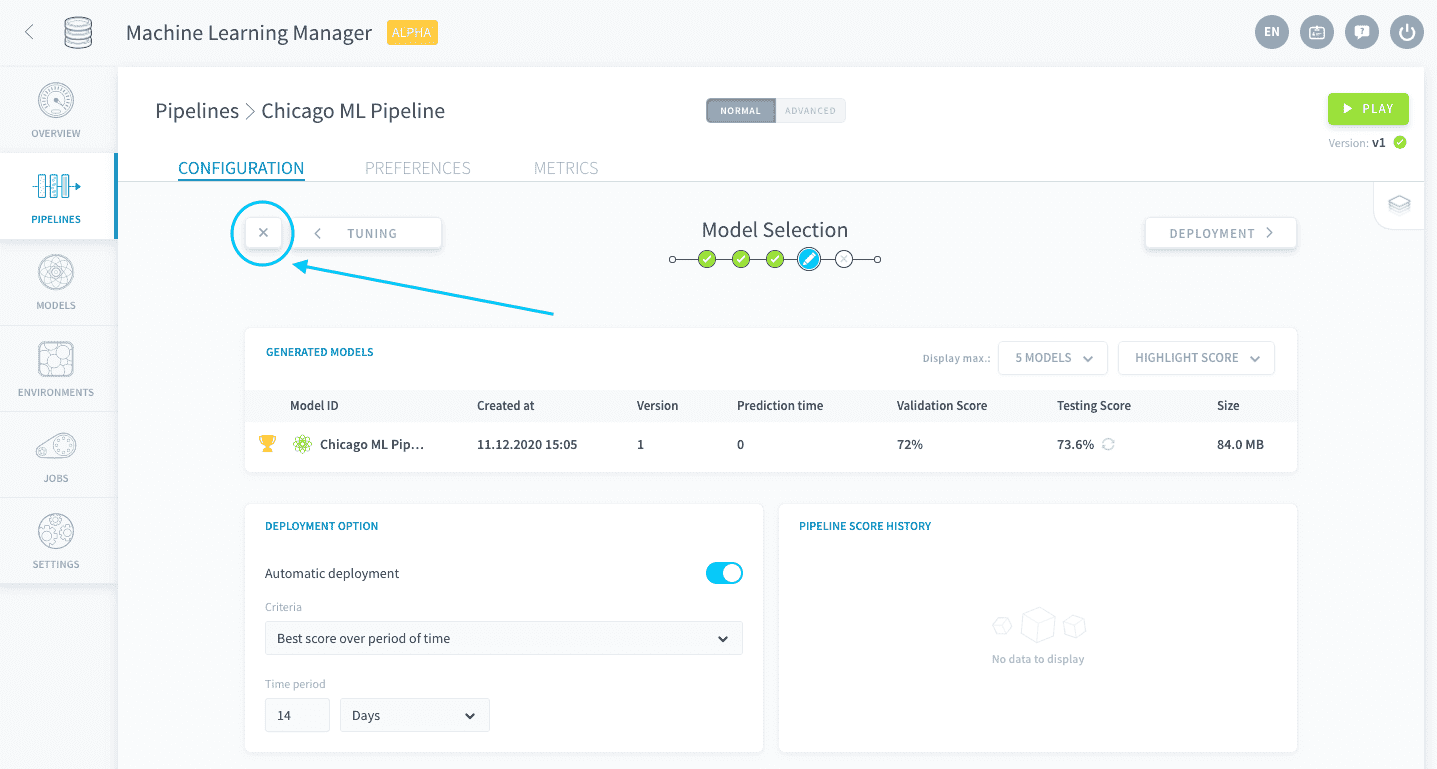 Machine Learning Manager ALPHA
EN
OVERVIEW
PIPELINES
MODELS
ENVIRONMENTS
JOBS
SETTINGS
Pipelines > Chicago ML Pipeline
NORMAL ADVANCED
PLAY
Version: v1
CONFIGURATION PREFERENCES METRICS
TUNING
Model Selection
DEPLOYMENT
GENERATED MODELS
Display max.: 5 MODELS HIGHLIGHT SCORE
Model ID Created at Version Prediction time Validation Score Testing Score Size
Chicago ML Pip... 11.12.2020 15:05 1 0 72% 73.6% 84.0 MB
DEPLOYMENT OPTION
Automatic deployment
Criteria
Best score over period of time
Time period
14 Days
PIPELINE SCORE HISTORY
No data to display